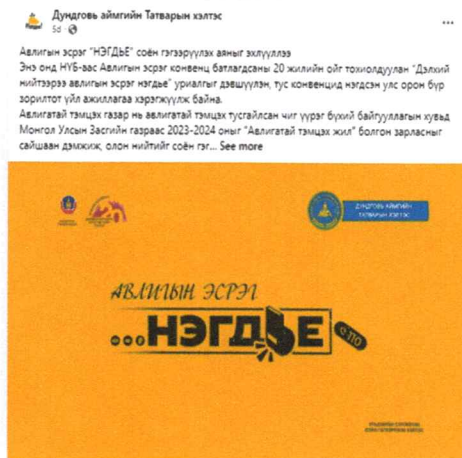 Дундговь аймгийн Татварын хэлтэс
5d
Авлигын эсрэг "НЭГДЬЕ" соён гэгээрүүлэх аяныг эхлүүллээ
Энэ онд НҮБ-аас Авлигын эсрэг конвенц батлагдсаны 20 жилийн ойг тохиолдуулан "Дэлхий
нийтээрээ авлигын эсрэг нэгдье" уриалгыг дэвшүүлэн, тус конвенцид нэгдсэн улс орон бүр
зорилтот үйл ажиллагаа хэрэгжүүлж байна.
Авлигатай тэмцэх газар нь авлигатай тэмцэх тусгайлсан чиг үүрэг бүхий байгууллагын хувьд
Монгол Улсын Засгийн газраас 2023-2024 оныг "Авлигатай тэмцэх жил" болгон зарласныг
сайшаан дэмжиж, олон нийтийг соён гэг... See more
20
ДУНДГОВЬ АЙМГИЙН
ТАТВАРЫН ХЭЛТЭС
АВЛИГЫН ЭСРЭГ
...НЭГДЬЕ